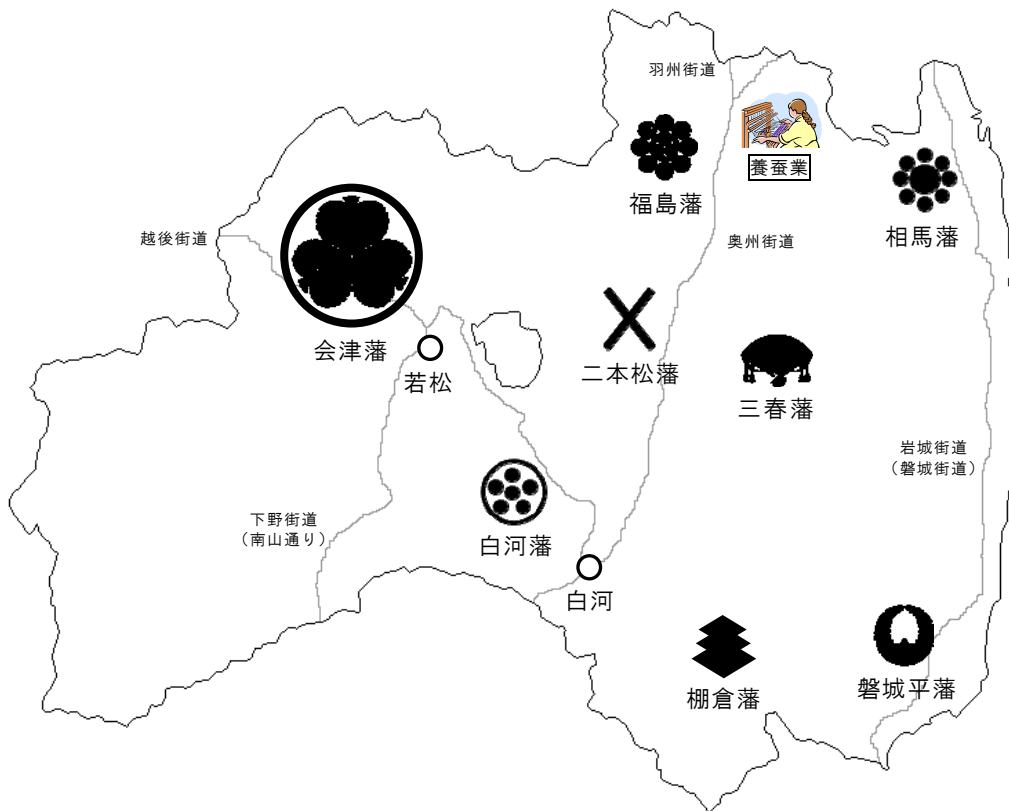 羽州街道
養蚕業
福島藩
相馬藩
越後街道
奥州街道
会津藩
若松
二本松藩
三春藩
岩城街道
（磐城街道）
下野街道
（南山通り）
白河藩
白河
棚倉藩
磐城平藩